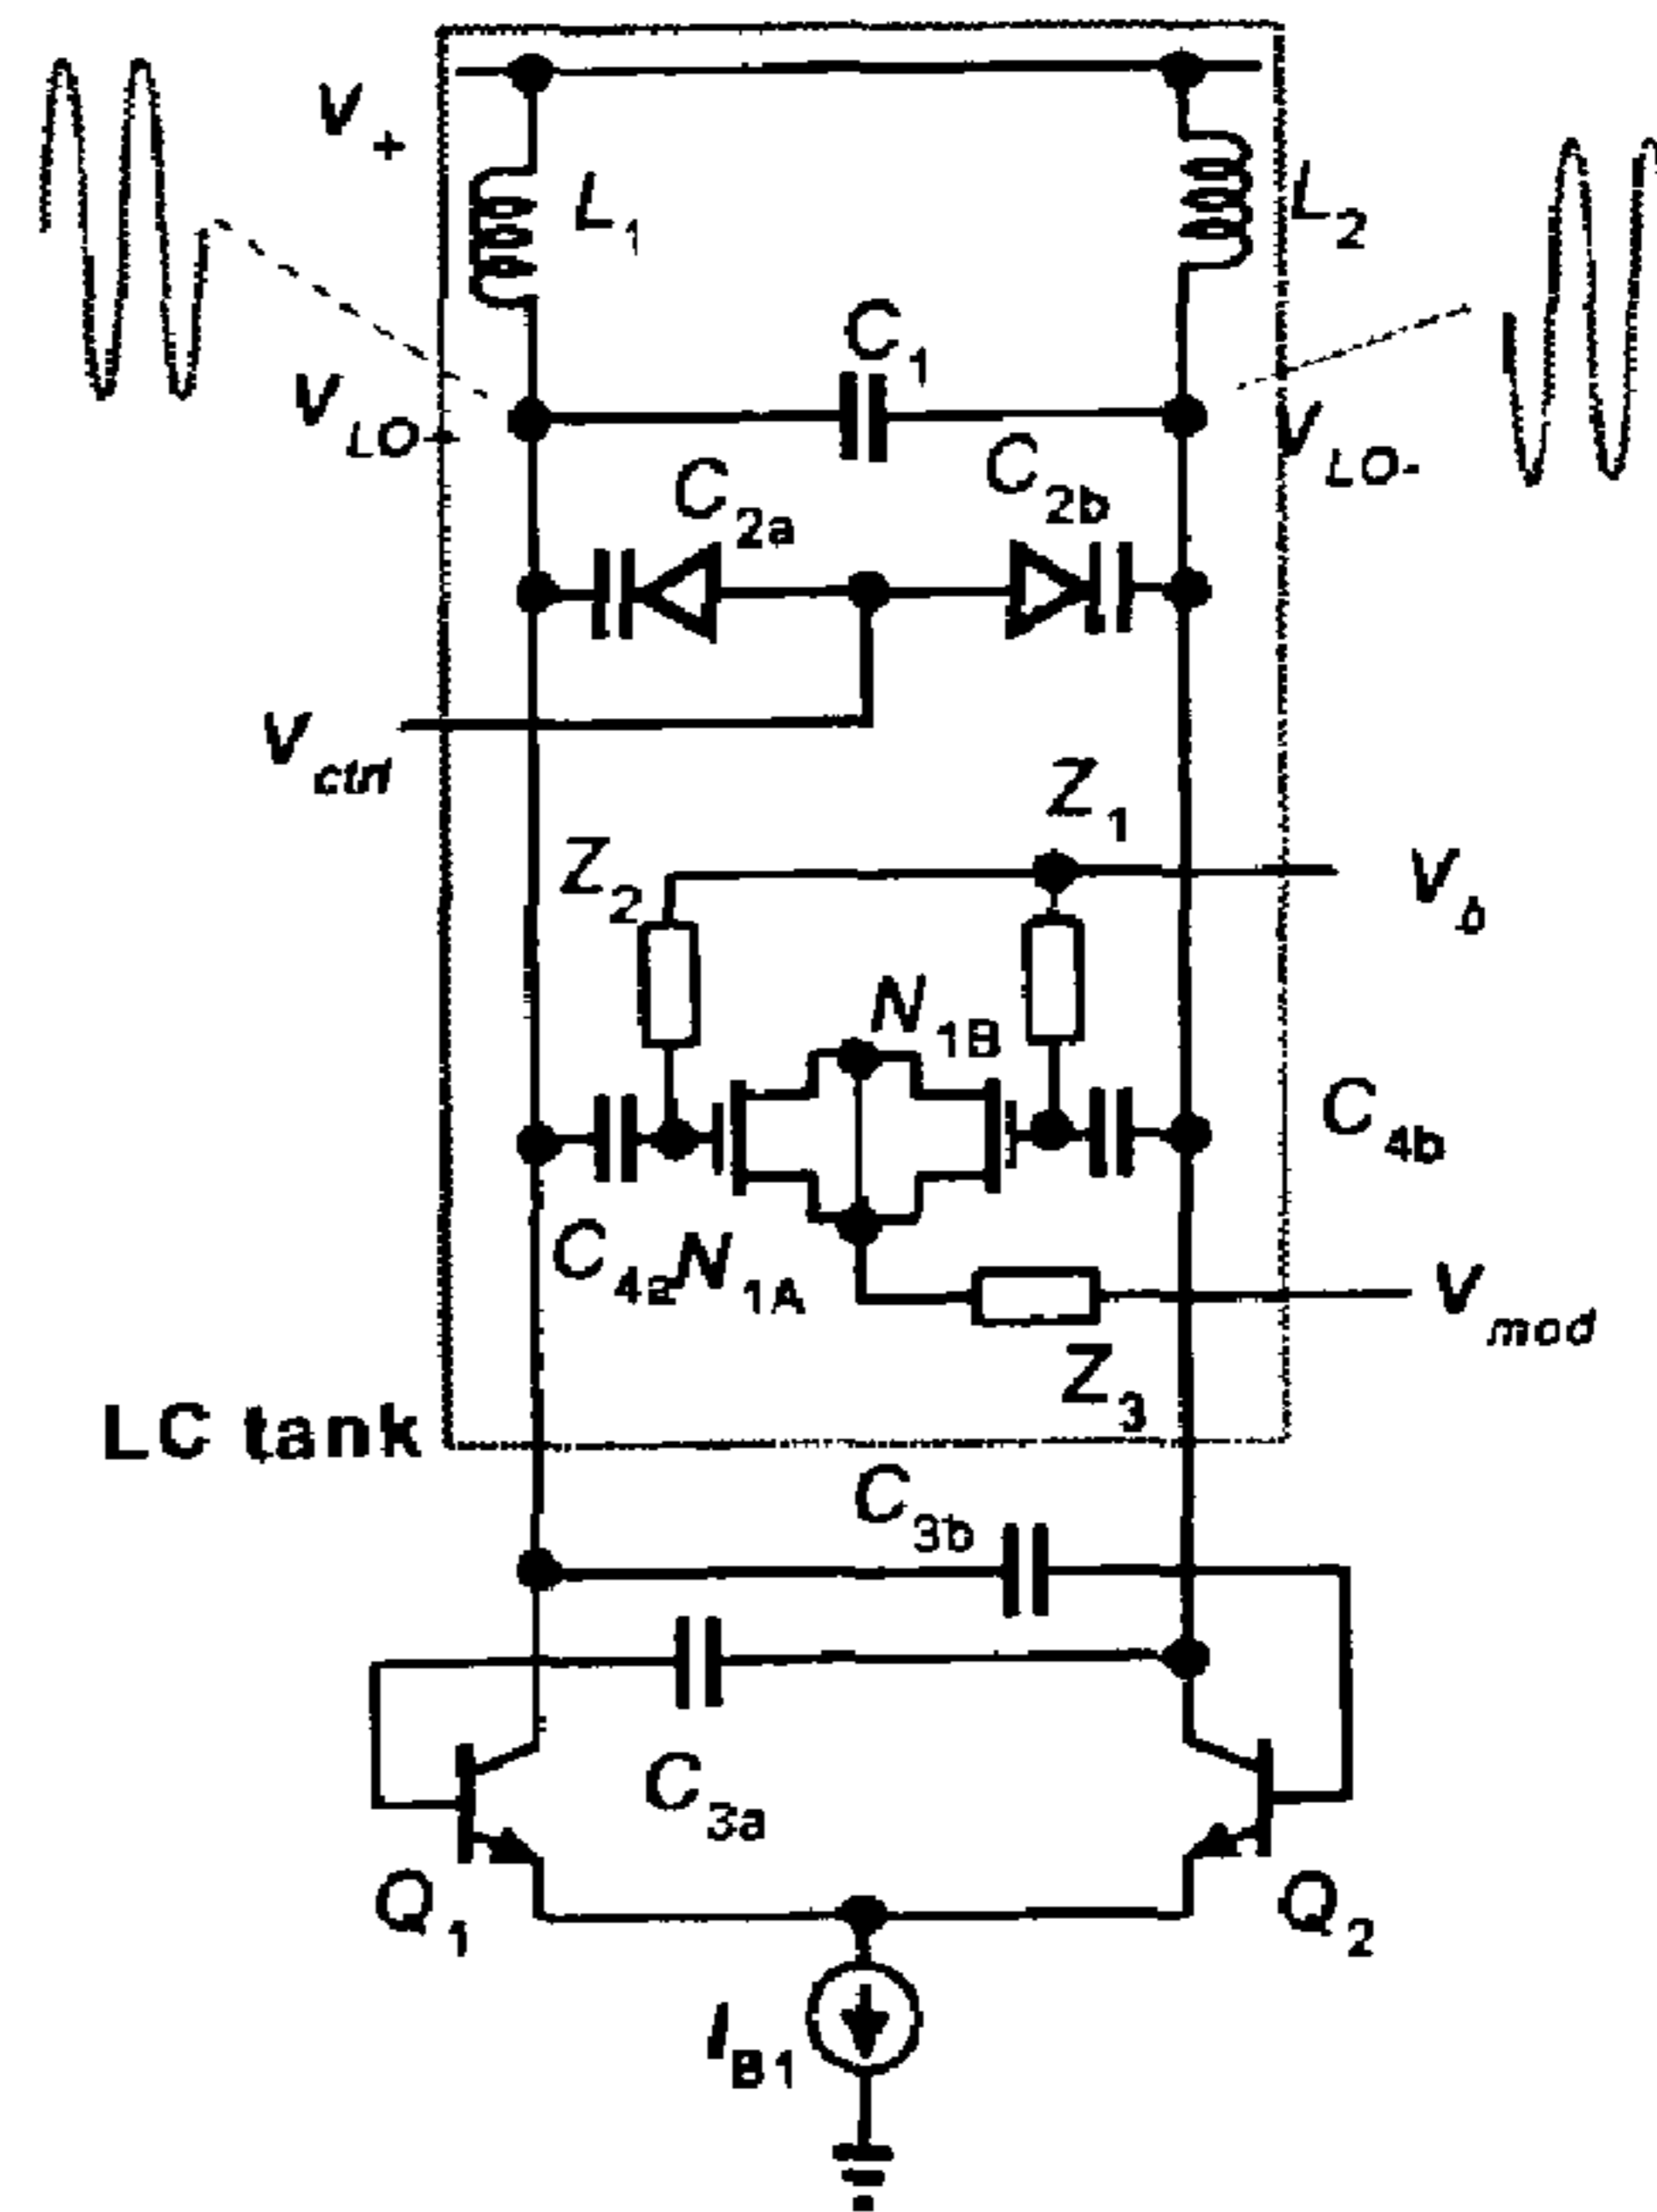 V+
L1
L2
C1
VLO+
VLO-
C2a
C2b
Vctrl
Z1
Z2
Vb
N1B
C4b
C4a
N1A
Vmod
Z3
LC tank
C3b
C3a
Q1
Q2
IB1